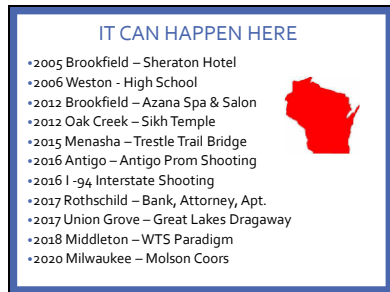 IT CAN HAPPEN HERE
•2005 Brookfield – Sheraton Hotel
•2006 Weston - High School
•2012 Brookfield – Azana Spa & Salon
•2012 Oak Creek – Sikh Temple
•2015 Menasha – Trestle Trail Bridge
•2016 Antigo – Antigo Prom Shooting
•2016 I -94 Interstate Shooting
•2017 Rothschild – Bank, Attorney, Apt.
•2017 Union Grove – Great Lakes Dragaway
•2018 Middleton – WTS Paradigm
•2020 Milwaukee – Molson Coors